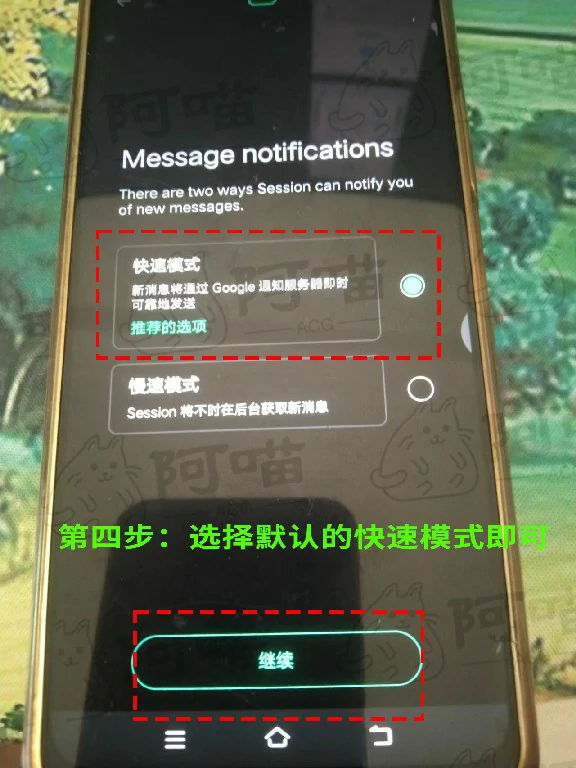 阿喵
Message notifications
There are two ways Session can notify you
of new messages.
快速模式
新消息将通过 Google 通知服务器即时
可靠地发送
推荐的选项
阿喵
ACG
慢速模式
Session 将不时在后台获取新消息
阿喵
第四步：选择默认的快速模式即可
阿喵
继续